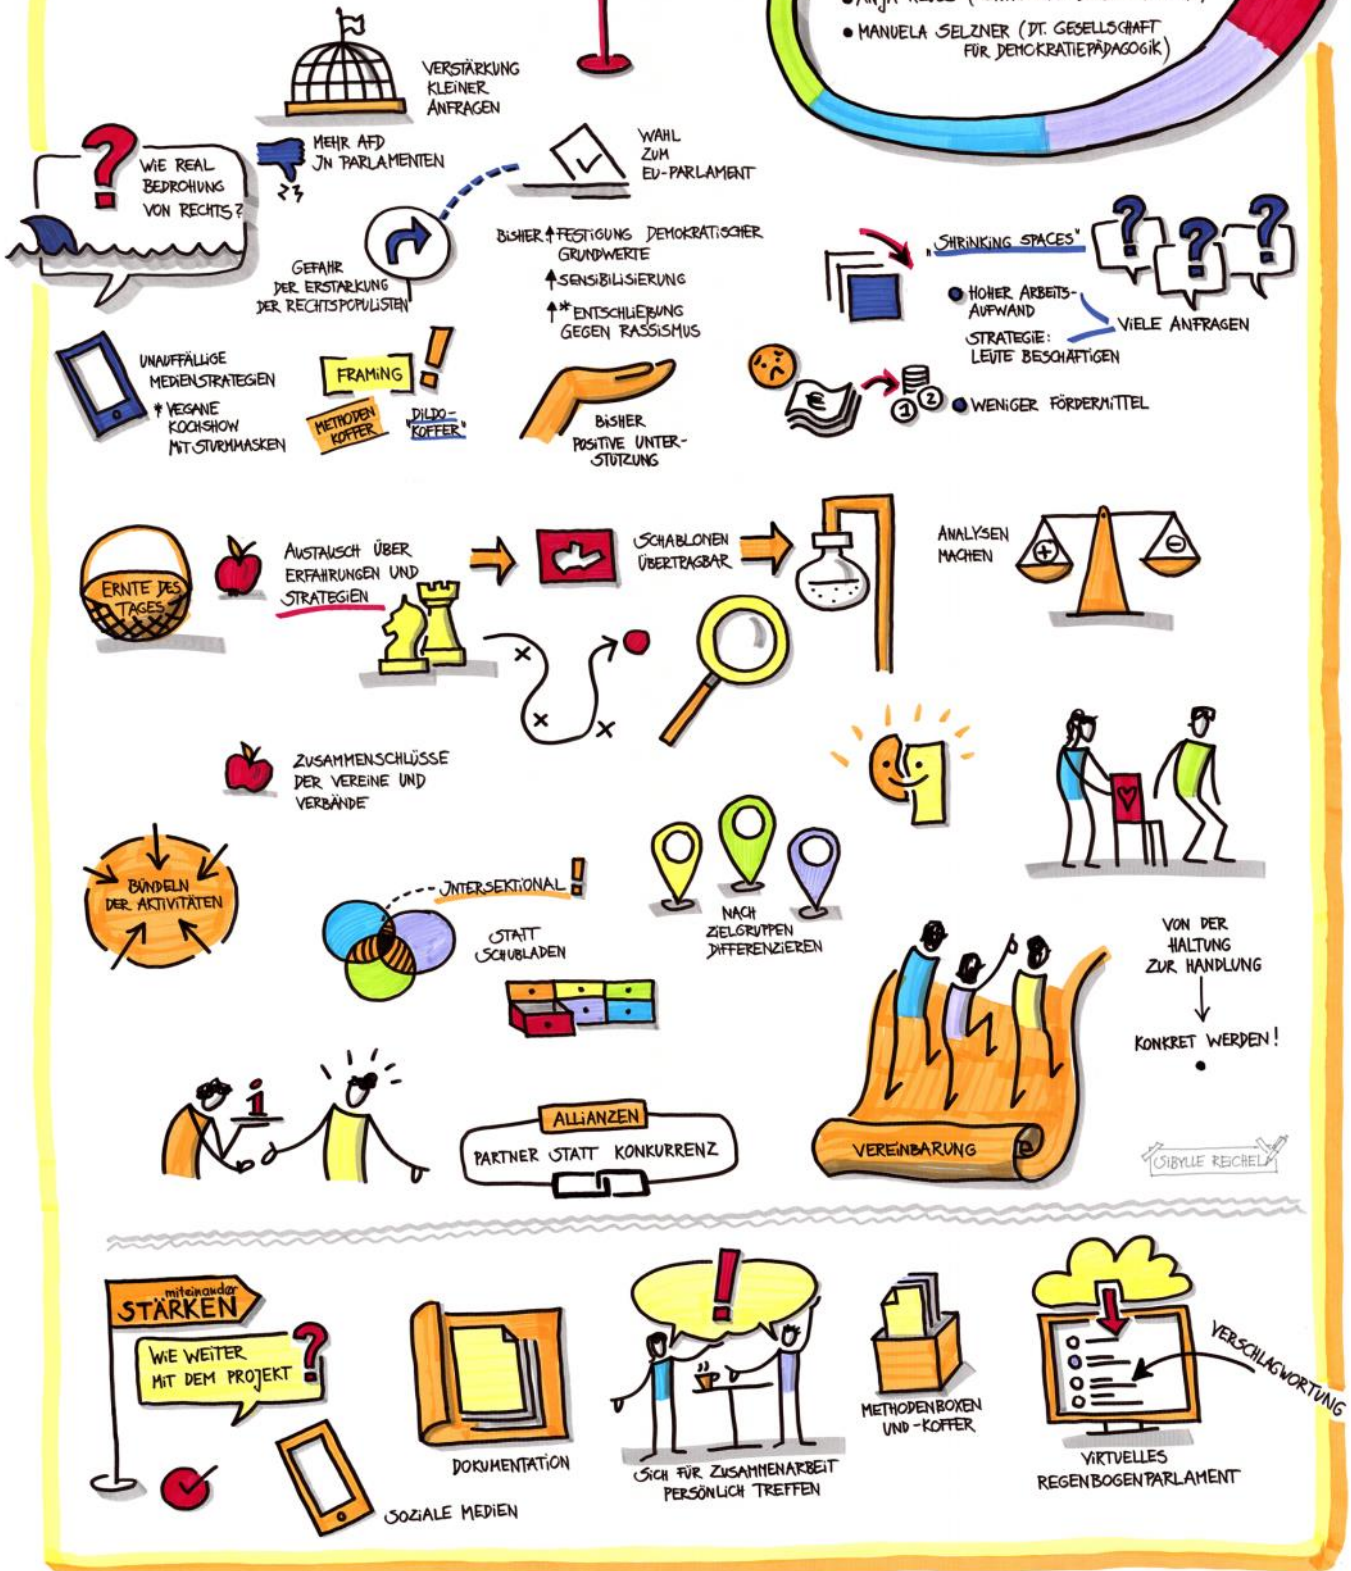 • MANUELA SELZNER (DT. GESELLSCHAFT
FÜR DEMOKRATIEPÄDAGOGIK)
VERSTÄRKUNG
KLEINER
ANFRAGEN
WIE REAL
BEDROHUNG
VON RECHTS?
MEHR AFD
IN PARLAMENTEN
WAHL
ZUM
EU-PARLAMENT
GEFAHR
DER ERSTARKUNG
DER RECHTSPOPULISTEN
BISHER ↑ FESTIGUNG DEMOKRATISCHER
GRUNDWERTE
↑ SENSIBILISIERUNG
↑* ENTSCHLIEßUNG
GEGEN RASSISMUS
"SHRINKING SPACES"
• HOHER ARBEITS-
AUFWAND
STRATEGIE:
LEUTE BESCHÄFTIGEN
VIELE ANFRAGEN
UNAUFFÄLLIGE
MEDIENSTRATEGIEN
* VEGANE
KOCHSHOW
MIT STURMMASKEN
FRAMING!
METHODEN
KOFFER
"DILDO-
KOFFER"
BISHER
POSITIVE UNTER-
STÜTZUNG
€
1 2
• WENIGER FÖRDERMITTEL
ERNTE DES
TAGES
AUSTAUSCH ÜBER
ERFAHRUNGEN UND
STRATEGIEN
SCHABLONEN
ÜBERTRAGBAR
ANALYSEN
MACHEN
+ -
ZUSAMMENSCHLÜSSE
DER VEREINE UND
VERBÄNDE
BÜNDELN
DER AKTIVITÄTEN
INTERSEKTIONAL!
STATT
SCHUBLADEN
NACH
ZIELGRUPPEN
DIFFERENZIEREN
VON DER
HALTUNG
ZUR HANDLUNG
↓
KONKRET WERDEN!
i
ALLIANZEN
PARTNER STATT KONKURRENZ
VEREINBARUNG
SIBYLLE REICHEL
miteinander
STÄRKEN
WIE WEITER
MIT DEM PROJEKT?
SOZIALE MEDIEN
DOKUMENTATION
!
SICH FÜR ZUSAMMENARBEIT
PERSÖNLICH TREFFEN
METHODENBOXEN
UND -KOFFER
VERSCHLAGWORTUNG
VIRTUELLES
REGENBOGENPARLAMENT